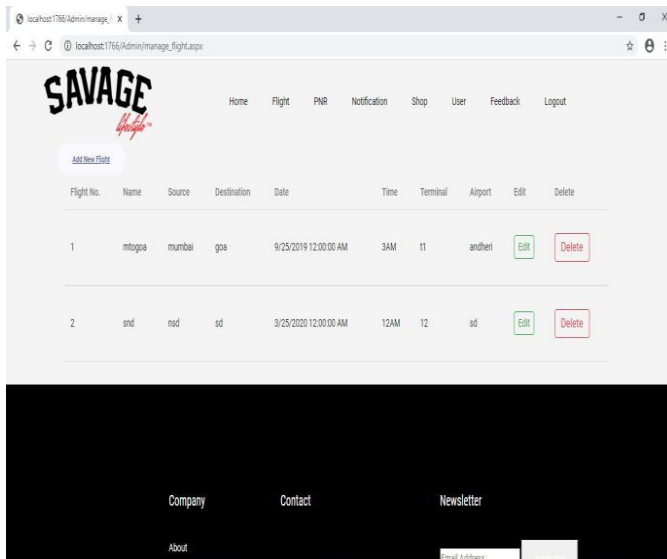 localhost:1766/Admin/manage_f
localhost:1766/Admin/manage_flight.aspx
SAVAGE
lifestyle™
Home Flight PNR Notification Shop User Feedback Logout
Add New Flight
Flight No. Name Source Destination Date Time Terminal Airport Edit Delete
1 mtogoa mumbai goa 9/25/2019 12:00:00 AM 3AM t1 andheri Edit Delete
2 snd nsd sd 3/25/2020 12:00:00 AM 12AM 12 sd Edit Delete
Company Contact Newsletter
About
Email Address